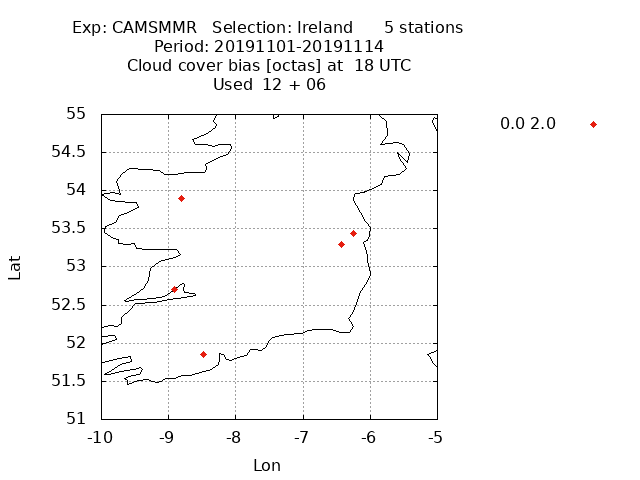 Exp: CAMSMMR   Selection: Ireland      5 stations
Period: 20191101-20191114
Cloud cover bias [octas] at  18 UTC
Used  12 + 06
0.0 2.0
55
54.5
54
53.5
53
52.5
52
51.5
51
Lat
-10 -9 -8 -7 -6 -5
Lon